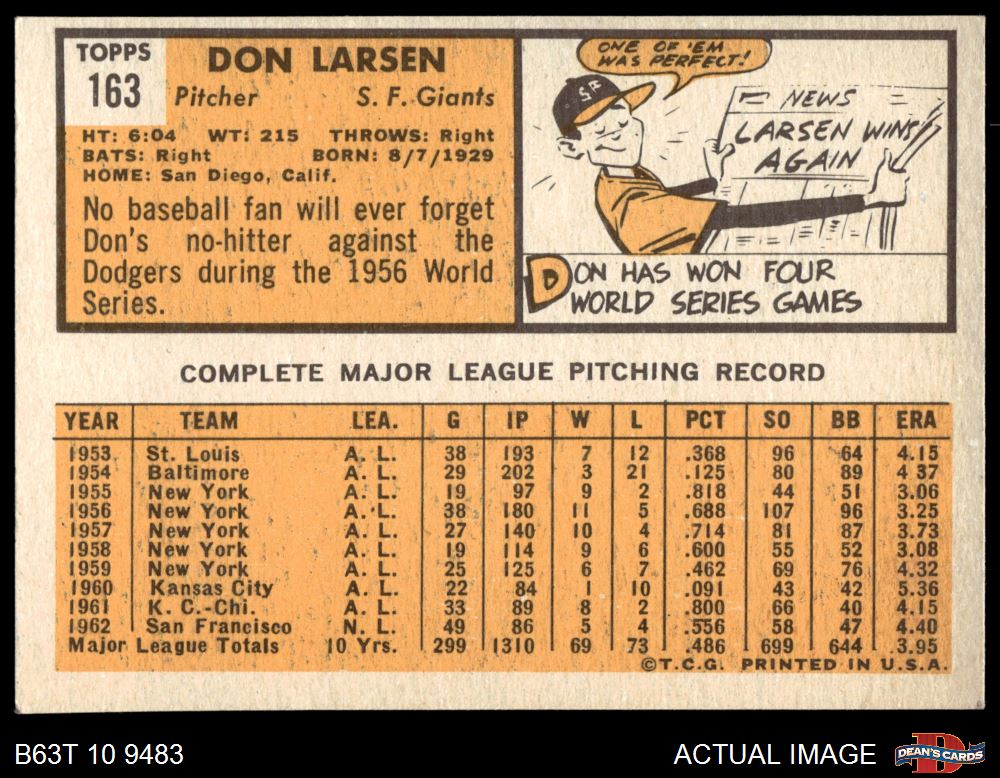 TOPPS
163
DON LARSEN
Pitcher S. F. Giants
HT: 6:04 WT: 215 THROWS: Right
BATS: Right BORN: 8/7/1929
HOME: San Diego, Calif.
No baseball fan will ever forget
Don's no-hitter against the
Dodgers during the 1956 World
Series.
ONE OF 'EM
WAS PERFECT!
SF
NEWS
LARSEN WINS
AGAIN
DON HAS WON FOUR
WORLD SERIES GAMES
COMPLETE MAJOR LEAGUE PITCHING RECORD
YEAR TEAM LEA. G IP W L PCT SO BB ERA
1953 St. Louis A. L. 38 193 7 12 .368 96 64 4.15
1954 Baltimore A. L. 29 202 3 21 .125 80 89 4.37
1955 New York A. L. 19 97 9 2 .818 44 51 3.06
1956 New York A. L. 38 180 11 5 .688 107 96 3.25
1957 New York A. L. 27 140 10 4 .714 81 87 3.73
1958 New York A. L. 19 114 9 6 .600 55 52 3.08
1959 New York A. L. 25 125 6 7 .462 69 76 4.32
1960 Kansas City A. L. 22 84 1 10 .091 43 42 5.36
1961 K. C.-Chi. A. L. 33 89 8 2 .800 66 40 4.15
1962 San Francisco N. L. 49 86 5 4 .556 58 47 4.40
Major League Totals 10 Yrs. 299 1310 69 73 .486 699 644 3.95
©T.C.G. PRINTED IN U.S.A.
B63T 10 9483
ACTUAL IMAGE
DEAN'S CARDS